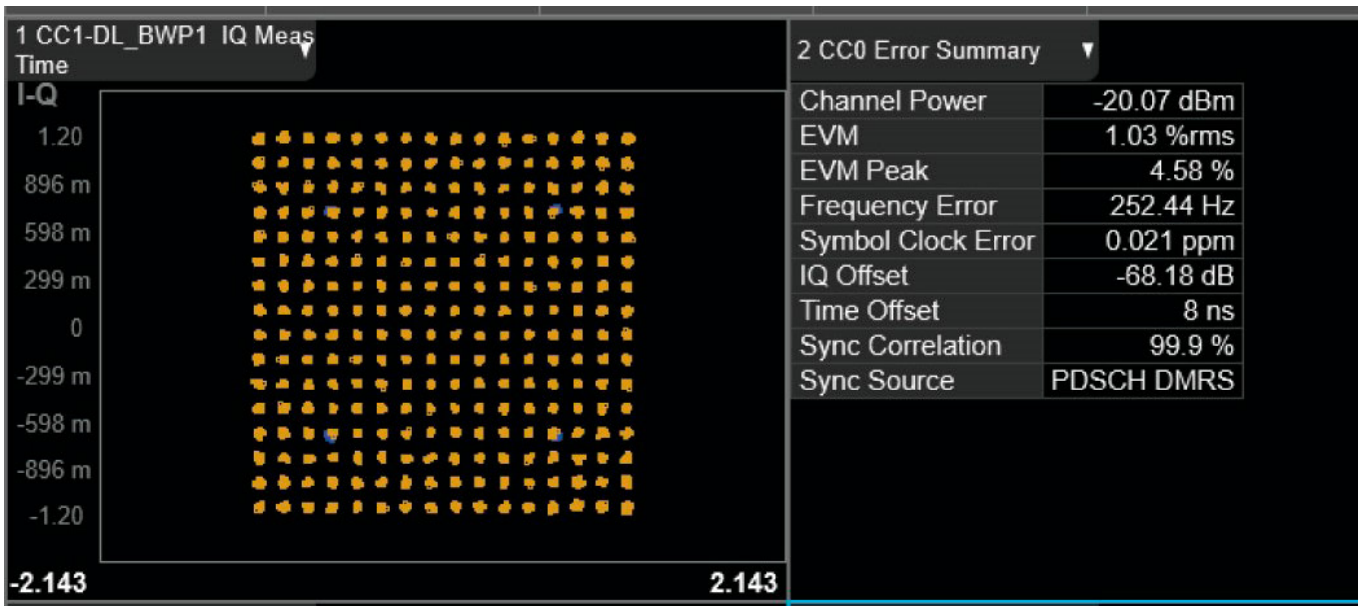 1 CC1-DL_BWP1 IQ Meas
Time
I-Q
1.20
896 m
598 m
299 m
0
-299 m
-598 m
-896 m
-1.20
-2.143 2.143
2 CC0 Error Summary
Channel Power -20.07 dBm
EVM 1.03 %rms
EVM Peak 4.58 %
Frequency Error 252.44 Hz
Symbol Clock Error 0.021 ppm
IQ Offset -68.18 dB
Time Offset 8 ns
Sync Correlation 99.9 %
Sync Source PDSCH DMRS